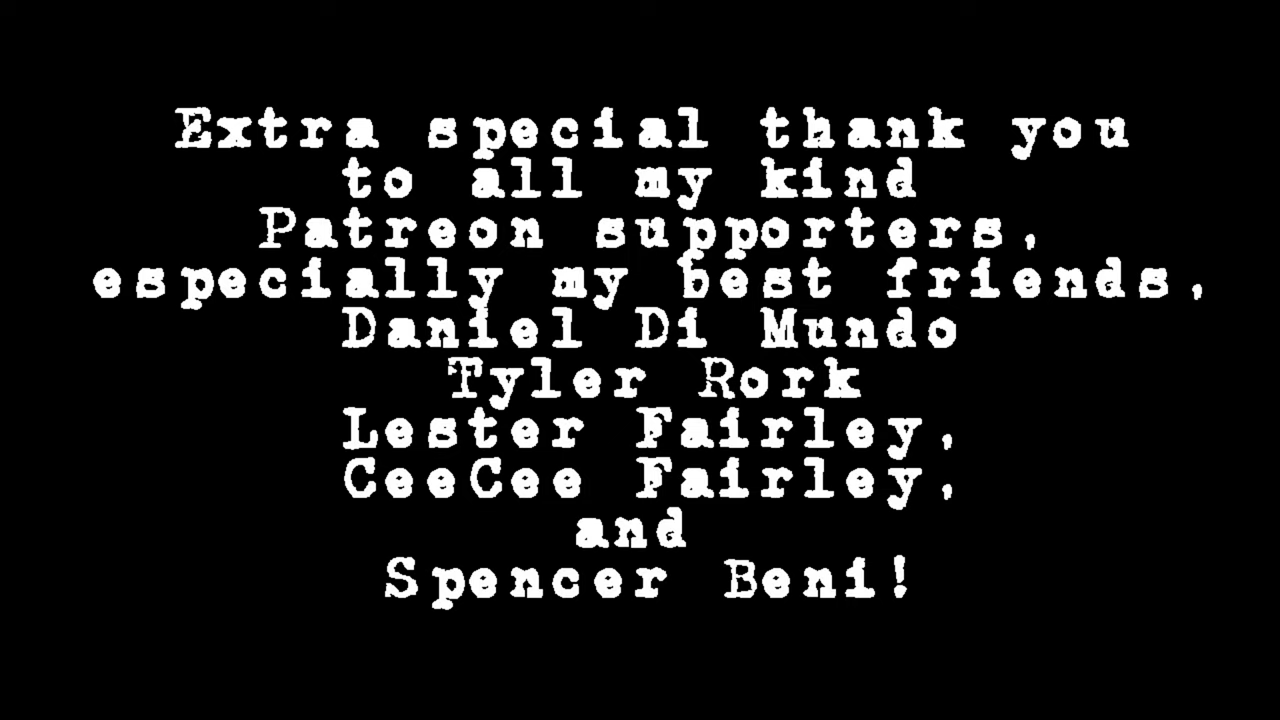 Extra special thank you
to all my kind
Patreon supporters,
especially my best friends,
Daniel Di Mundo
Tyler Rork
Lester Fairley,
CeeCee Fairley,
and
Spencer Beni!